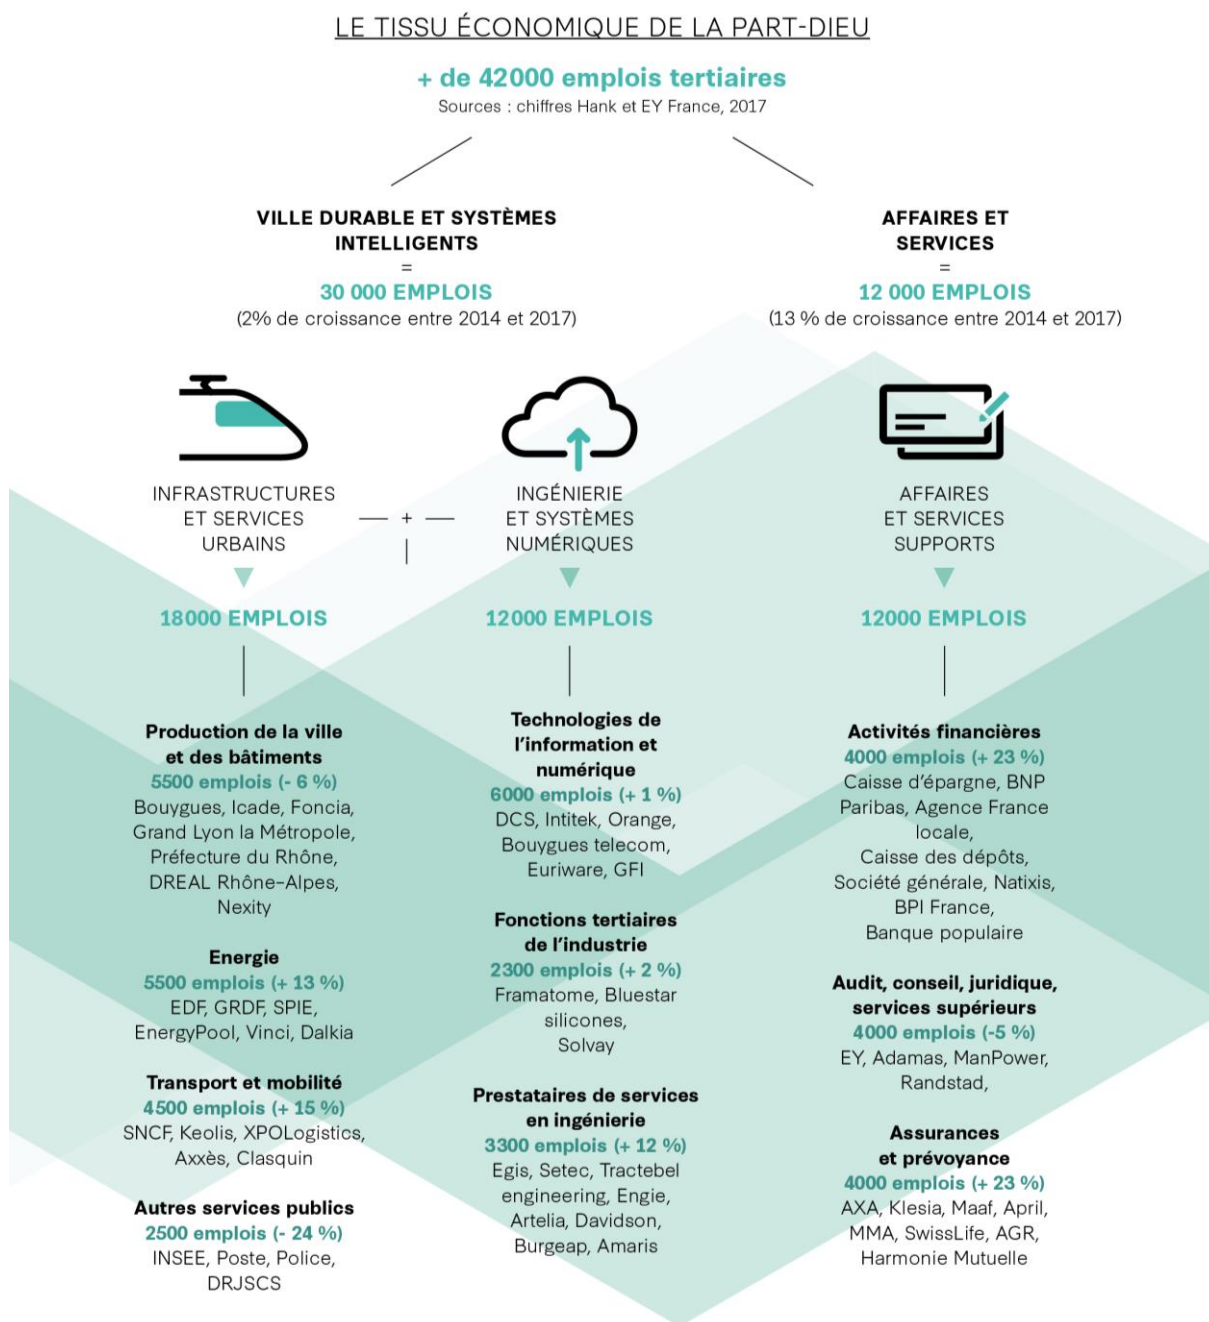 LE TISSU ÉCONOMIQUE DE LA PART-DIEU
+ de 42000 emplois tertiaires
Sources : chiffres Hank et EY France, 2017
VILLE DURABLE ET SYSTÈMES
INTELLIGENTS
=
30 000 EMPLOIS
(2% de croissance entre 2014 et 2017)
AFFAIRES ET
SERVICES
=
12 000 EMPLOIS
(13 % de croissance entre 2014 et 2017)
INFRASTRUCTURES
ET SERVICES
URBAINS
+
INGÉNIERIE
ET SYSTÈMES
NUMÉRIQUES
AFFAIRES
ET SERVICES
SUPPORTS
18000 EMPLOIS
12000 EMPLOIS
12000 EMPLOIS
Production de la ville
et des bâtiments
5500 emplois (- 6 %)
Bouygues, Icade, Foncia,
Grand Lyon la Métropole,
Préfecture du Rhône,
DREAL Rhône–Alpes,
Nexity
Energie
5500 emplois (+ 13 %)
EDF, GRDF, SPIE,
EnergyPool, Vinci, Dalkia
Transport et mobilité
4500 emplois (+ 15 %)
SNCF, Keolis, XPOLogistics,
Axxès, Clasquin
Autres services publics
2500 emplois (- 24 %)
INSEE, Poste, Police,
DRJSCS
Technologies de
l'information et
numérique
6000 emplois (+ 1 %)
DCS, Intitek, Orange,
Bouygues telecom,
Euriware, GFI
Fonctions tertiaires
de l'industrie
2300 emplois (+ 2 %)
Framatome, Bluestar
silicones,
Solvay
Prestataires de services
en ingénierie
3300 emplois (+ 12 %)
Egis, Setec, Tractebel
engineering, Engie,
Artelia, Davidson,
Burgeap, Amaris
Activités financières
4000 emplois (+ 23 %)
Caisse d'épargne, BNP
Paribas, Agence France
locale,
Caisse des dépôts,
Société générale, Natixis,
BPI France,
Banque populaire
Audit, conseil, juridique,
services supérieurs
4000 emplois (-5 %)
EY, Adamas, ManPower,
Randstad,
Assurances
et prévoyance
4000 emplois (+ 23 %)
AXA, Klesia, Maaf, April,
MMA, SwissLife, AGR,
Harmonie Mutuelle